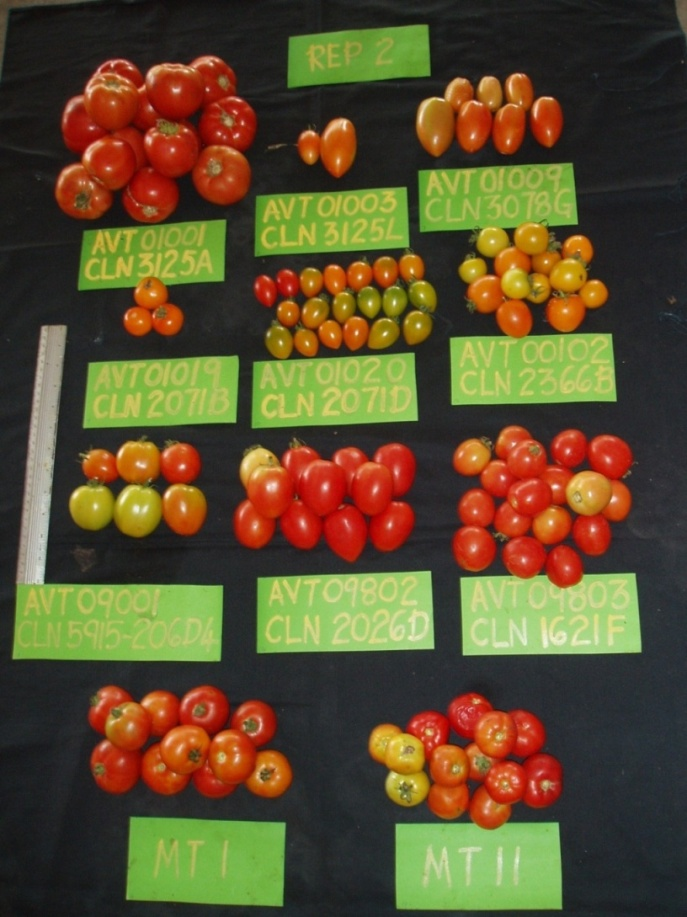 REP 2
AVT 01001
CLN 3125A
AVT 01003
CLN 3125L
AVT 01009
CLN 3078G
AVT 01019
CLN 2071B
AVT 01020
CLN 2071D
AVT 00102
CLN 2366B
AVT 09001
CLN 5915-206D4
AVT 09802
CLN 2026D
AVT 09803
CLN 1621F
MT I
MT II